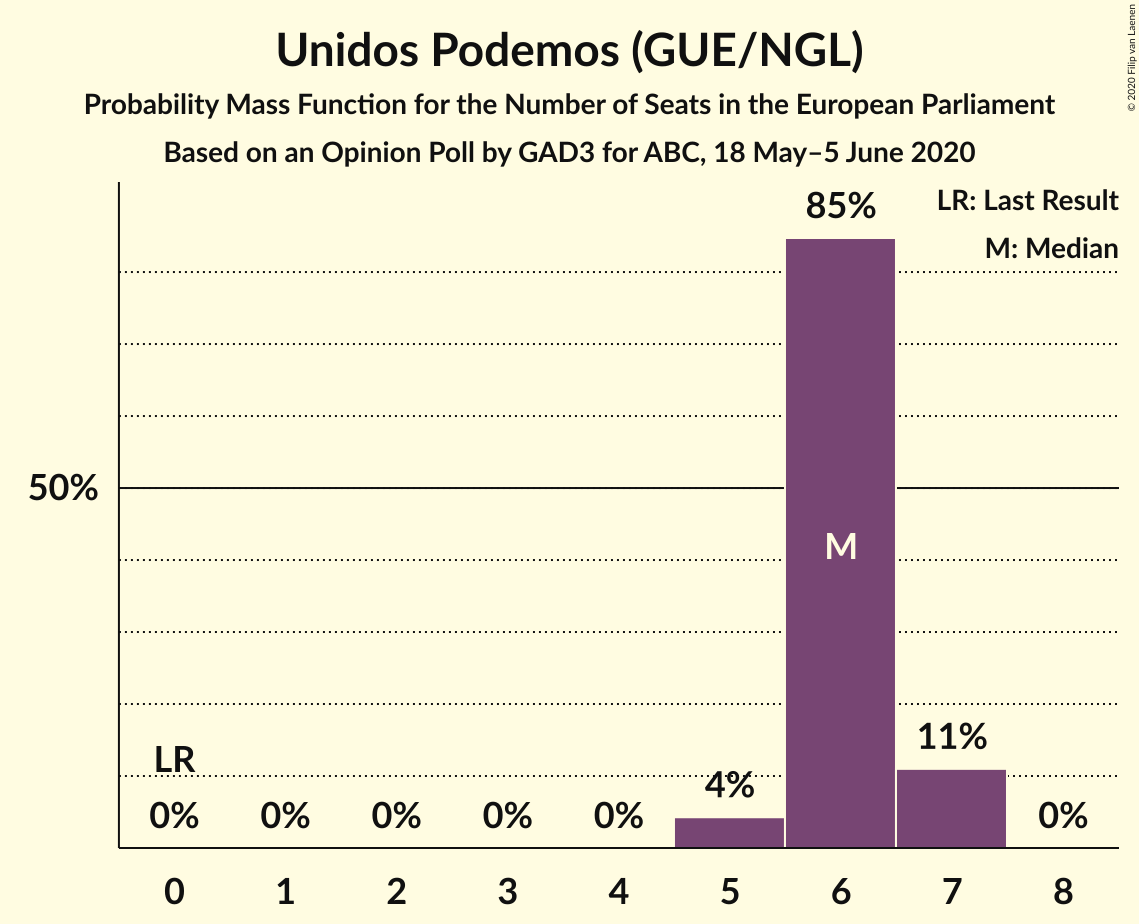 Unidos Podemos (GUE/NGL)
Probability Mass Function for the Number of Seats in the European Parliament
Based on an Opinion Poll by GAD3 for ABC, 18 May–5 June 2020
© 2020 Filip van Laenen
LR: Last Result
M: Median
85%
50%
M
LR
11%
4%
0% 0% 0% 0% 0% 0%
0 1 2 3 4 5 6 7 8